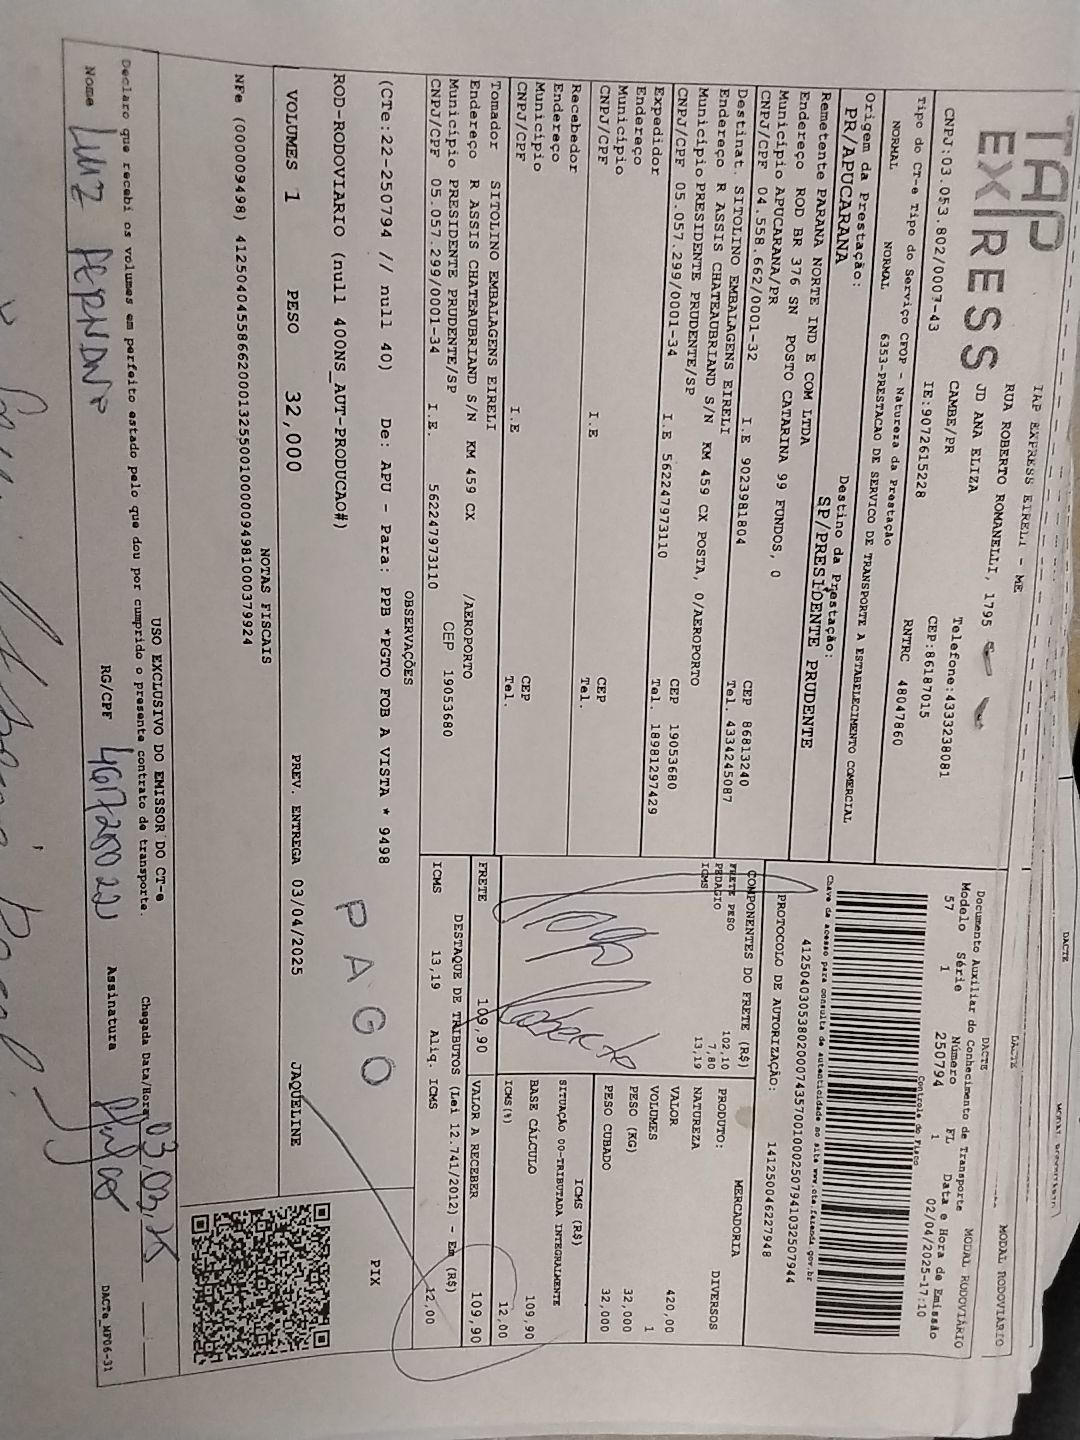 TAP
EXPRESS
TAP EXPRESS EIRELI - ME
RUA ROBERTO ROMANELLI, 1795
JD ANA ELIZA
CAMBE/PR
CEP:86187015
Telefone:4333238081
CNPJ:03.053.802/0007-43
IE:9072615228
RNTRC 48047860
Tipo do CT-e Tipo do Serviço CFOP - Natureza da Prestação
NORMAL NORMAL 6353-PRESTACAO DE SERVICO DE TRANSPORTE A ESTABELECIMENTO COMERCIAL
Origem da Prestação: Destino da Prestação:
PR/APUCARANA SP/PRESIDENTE PRUDENTE
Remetente PARANA NORTE IND E COM LTDA
Endereço ROD BR 376 SN POSTO CATARINA 99 FUNDOS, 0
Município APUCARANA/PR CEP 86813240
CNPJ/CPF 04.558.662/0001-32 I.E 9023981804 Tel. 4334245087
Destinat. SITOLINO EMBALAGENS EIRELI
Endereço R ASSIS CHATEAUBRIAND S/N KM 459 CX POSTA, 0/AEROPORTO
Município PRESIDENTE PRUDENTE/SP CEP 19053680
CNPJ/CPF 05.057.299/0001-34 I.E 562247973110 Tel. 18981297429
Expedidor
Endereço
Município CEP
CNPJ/CPF I.E Tel.
Recebedor
Endereço
Município CEP
CNPJ/CPF I.E Tel.
Tomador SITOLINO EMBALAGENS EIRELI
Endereço R ASSIS CHATEAUBRIAND S/N KM 459 CX /AEROPORTO
Município PRESIDENTE PRUDENTE/SP CEP 19053680
CNPJ/CPF 05.057.299/0001-34 I.E. 562247973110
DACTE
DACTE
DACTE
MODAL RODOVIÁRIO
MODAL RODOVIÁRIO
Documento Auxiliar do Conhecimento de Transporte
Modelo Série Número FL Data e Hora de Emissão
57 1 250794 1 02/04/2025-17:10
Controle do Fisco
Chave de acesso para consulta de autenticidade no site www.cte.fazenda.gov.br
41250403053802000743570010002507941032507944
PROTOCOLO DE AUTORIZAÇÃO: 141250046227948
COMPONENTES DO FRETE (R$)
FRETE PESO 102,10
PEDAGIO 7,80
ICMS 13,19
PRODUTO: MERCADORIA
NATUREZA DIVERSOS
VALOR 420,00
VOLUMES 1
PESO (KG) 32,000
PESO CUBADO 32,000
ICMS (R$)
SITUAÇÃO 00-TRIBUTADA INTEGRALMENTE
BASE CÁLCULO 109,90
ICMS(%) 12,00
FRETE 109,90 VALOR A RECEBER 109,90
DESTAQUE DE TRIBUTOS (Lei 12.741/2012) - Em (R$)
ICMS 13,19 Aliq. ICMS 12,00
OBSERVAÇÕES
(CTe:22-250794 // null 40) De: APU - Para: PPB *PGTO FOB A VISTA * 9498
ROD-RODOVIARIO (null 400NS_AUT-PRODUCAO#)
PAGO
PIX
VOLUMES 1 PESO 32,000 PREV. ENTREGA 03/04/2025 JAQUELINE
NOTAS FISCAIS
NFe (000009498) 41250404558662000132550010000094981000379924
USO EXCLUSIVO DO EMISSOR DO CT-e
Declaro que recebi os volumes em perfeito estado pelo que dou por cumprido o presente contrato de transporte.
Chegada Data/Hora
Nome RG/CPF Assinatura
DACTe_MF06-31